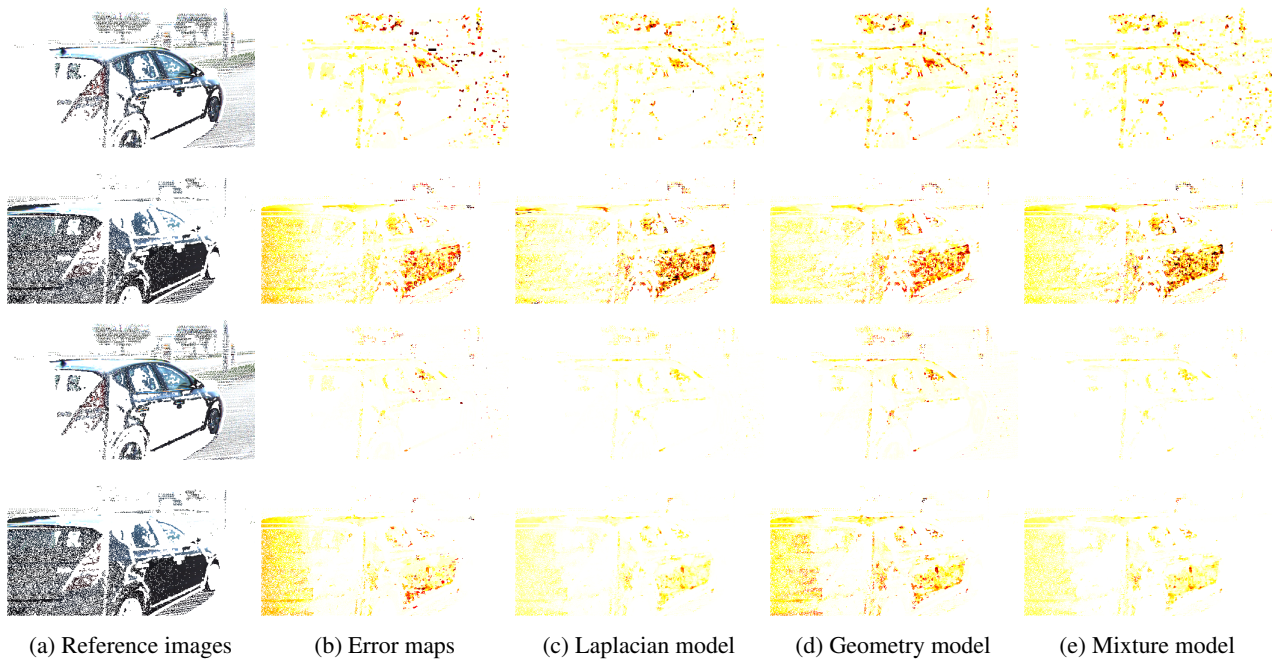 (a) Reference images
(b) Error maps
(c) Laplacian model
(d) Geometry model
(e) Mixture model